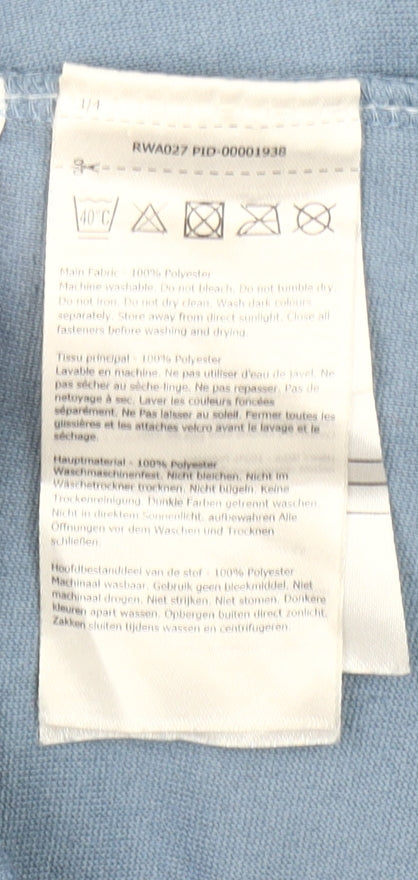 1/4
RWA027 PID-00001938
40°C
Main Fabric - 100% Polyester
Machine washable. Do not bleach. Do not tumble dry.
Do not iron. Do not dry clean. Wash dark colours
separately. Store away from direct sunlight. Close all
fasteners before washing and drying.
Tissu principal - 100% Polyester
Lavable en machine. Ne pas utiliser d'eau de javel. Ne
pas sécher au sèche-linge. Ne pas repasser. Pas de
netoyage à sec. Laver les couleurs foncées
séparément. Ne Pas laisser au soleil. Fermer toutes les
glissières et les attaches velcro avant le lavage et le
séchage.
Hauptmaterial - 100% Polyester
Waschmaschinenfest. Nicht bleichen. Nicht im
Wäschetrockner trocknen. Nicht bügeln. Keine
Trockenreinigung. Dunkle Farben getrennt waschen.
Nicht in direktem Sonnenlicht. aufbewahren Alle
Öffnungen vor dem Waschen und Trocknen
schließen.
Hoofdbestanddeel van de stof - 100% Polyester
Machinaal wasbaar. Gebruik geen bleekmiddel. Niet
machinaal drogen. Niet strijken. Niet stomen. Donkere
kleuren apart wassen. Opbergen buiten direct zonlicht.
Zakken sluiten tijdens wassen en centrifugeren.